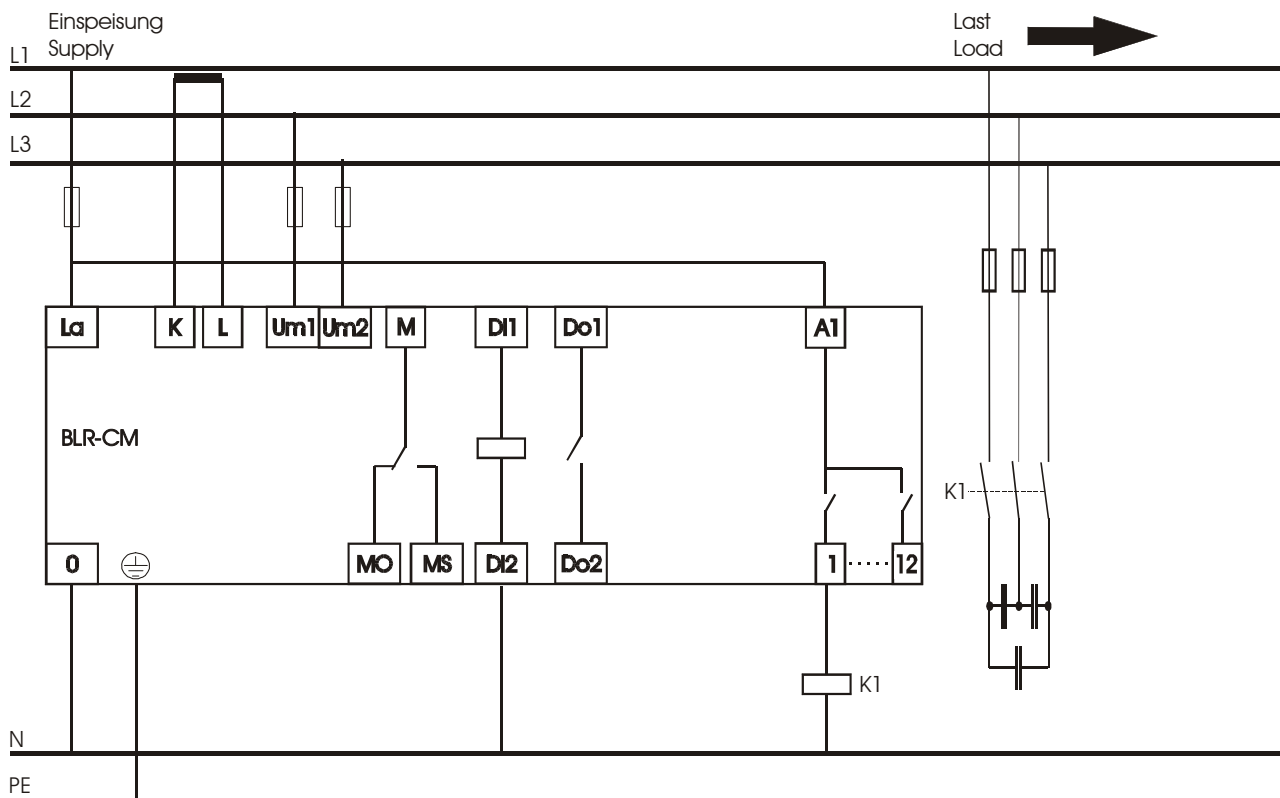 Einspeisung
Supply
Last
Load
L1
L2
L3
La
K
L
Um1
Um2
M
DI1
Do1
A1
BLR-CM
K1
0
MO
MS
DI2
Do2
1
12
K1
N
PE